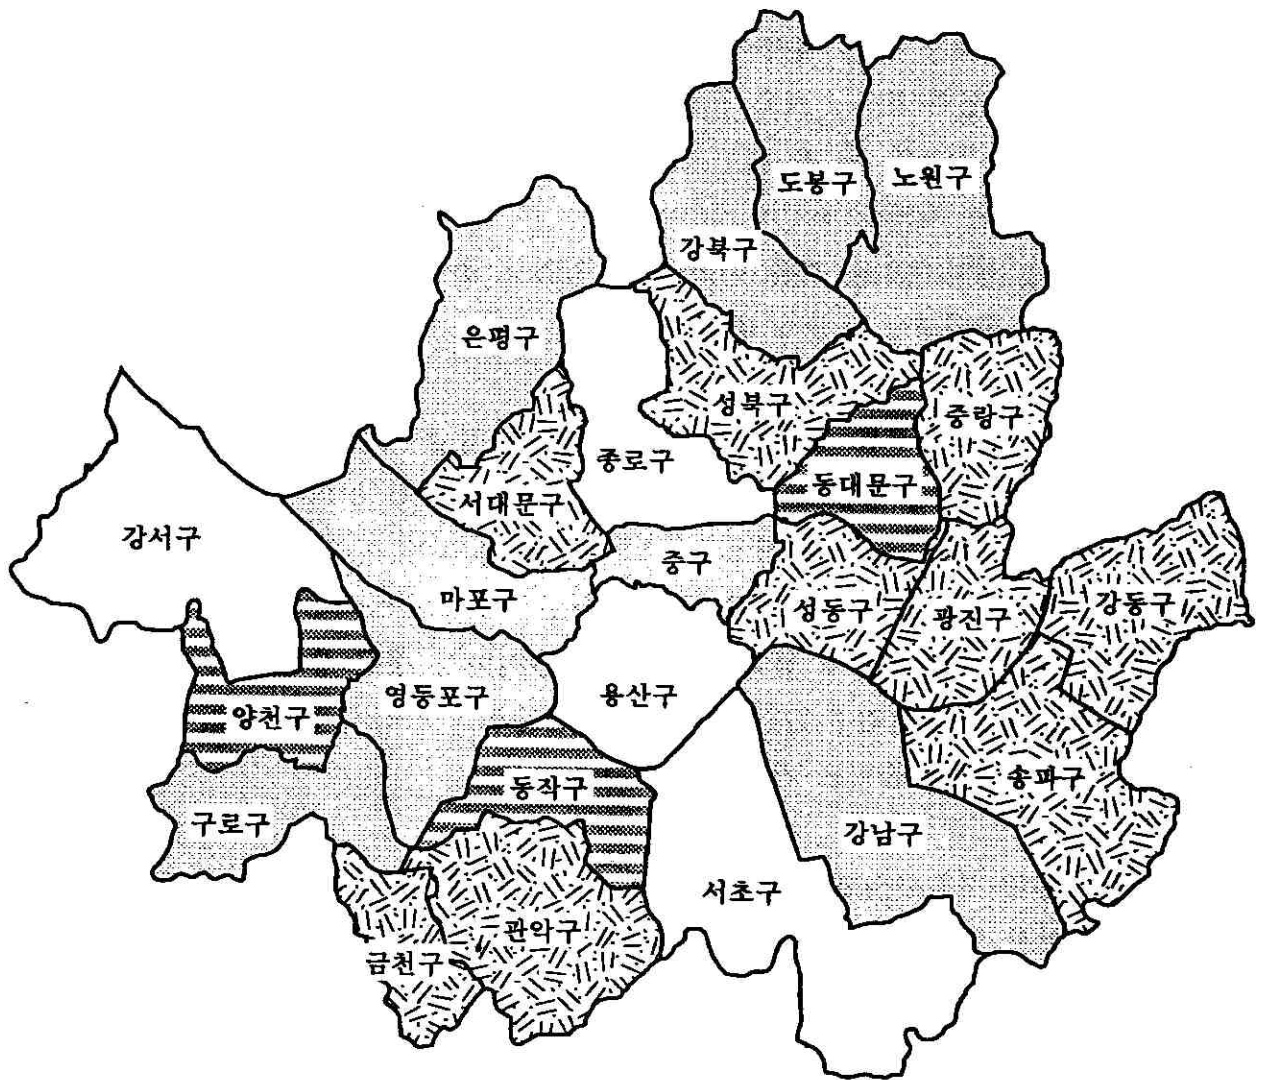 도봉구
노원구
강북구
은평구
성북구
중랑구
종로구
동대문구
서대문구
강서구
중구
마포구
성동구
광진구
강동구
영등포구
용산구
양천구
송파구
동작구
구로구
강남구
서초구
관악구
금천구